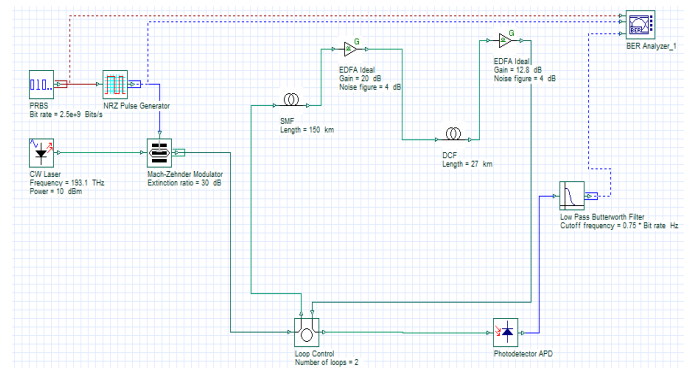 BER Analyzer_1
G
EDFA Ideal
Gain = 20 dB
Noise figure = 4 dB
G
EDFA Ideal
Gain = 12.8 dB
Noise figure = 4 dB
PRBS
Bit rate = 2.5e+9 Bits/s
NRZ Pulse Generator
SMF
Length = 150 km
DCF
Length = 27 km
CW Laser
Frequency = 193.1 THz
Power = 10 dBm
Mach-Zehnder Modulator
Extinction ratio = 30 dB
Low Pass Butterworth Filter
Cutoff frequency = 0.75 * Bit rate Hz
Loop Control
Number of loops = 2
Photodetector APD